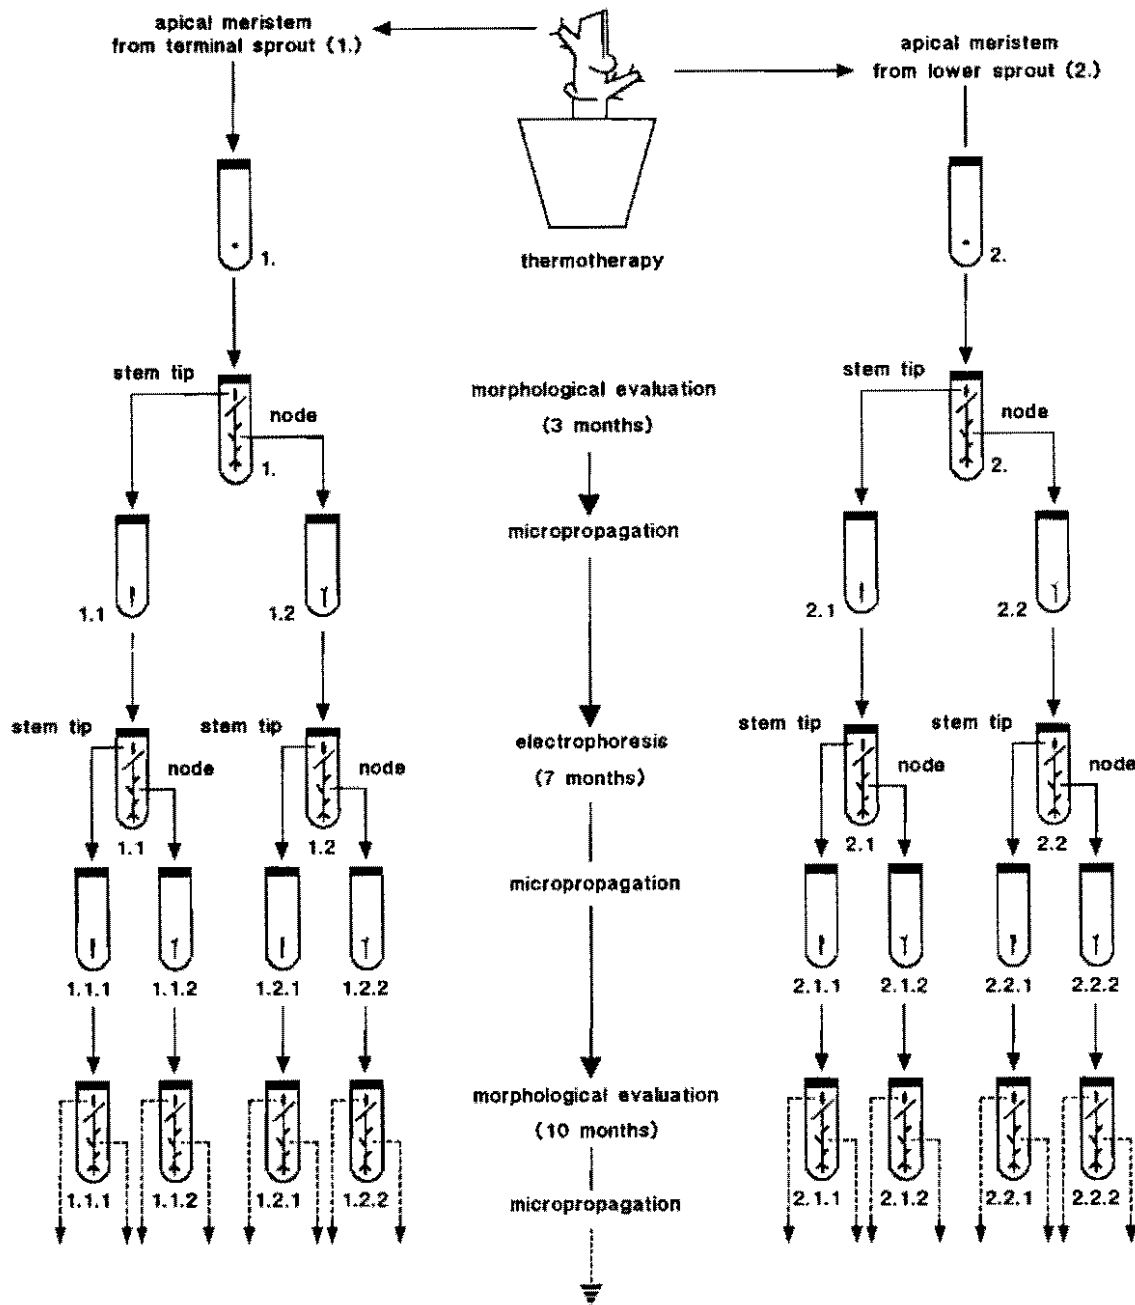 apical meristem
from terminal sprout (1.)
apical meristem
from lower sprout (2.)
1.
thermotherapy
2.
stem tip
node
1.
morphological evaluation
(3 months)
stem tip
node
2.
micropropagation
1.1
1.2
2.1
2.2
stem tip
stem tip
node
1.1
1.2
electrophoresis
(7 months)
stem tip
stem tip
node
node
2.1
2.2
micropropagation
1.1.1
1.1.2
1.2.1
1.2.2
2.1.1
2.1.2
2.2.1
2.2.2
morphological evaluation
(10 months)
1.1.1
1.1.2
1.2.1
1.2.2
micropropagation
2.1.1
2.1.2
2.2.1
2.2.2